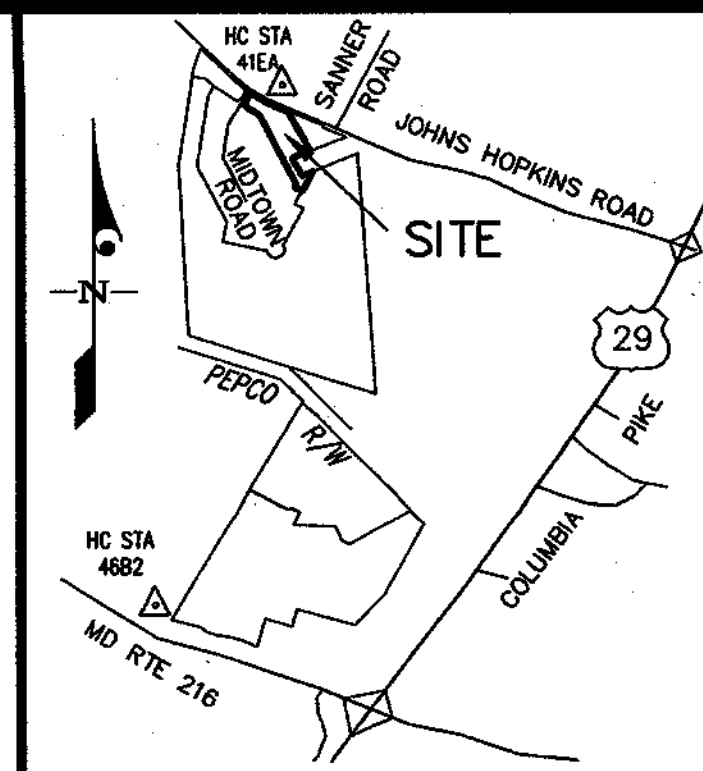 HC STA
41EA
SANNER
ROAD
JOHNS HOPKINS ROAD
MIDTOWN
ROAD
SITE
N
29
PEPCO
R/W
PIKE
COLUMBIA
HC STA
46B2
MD RTE 216